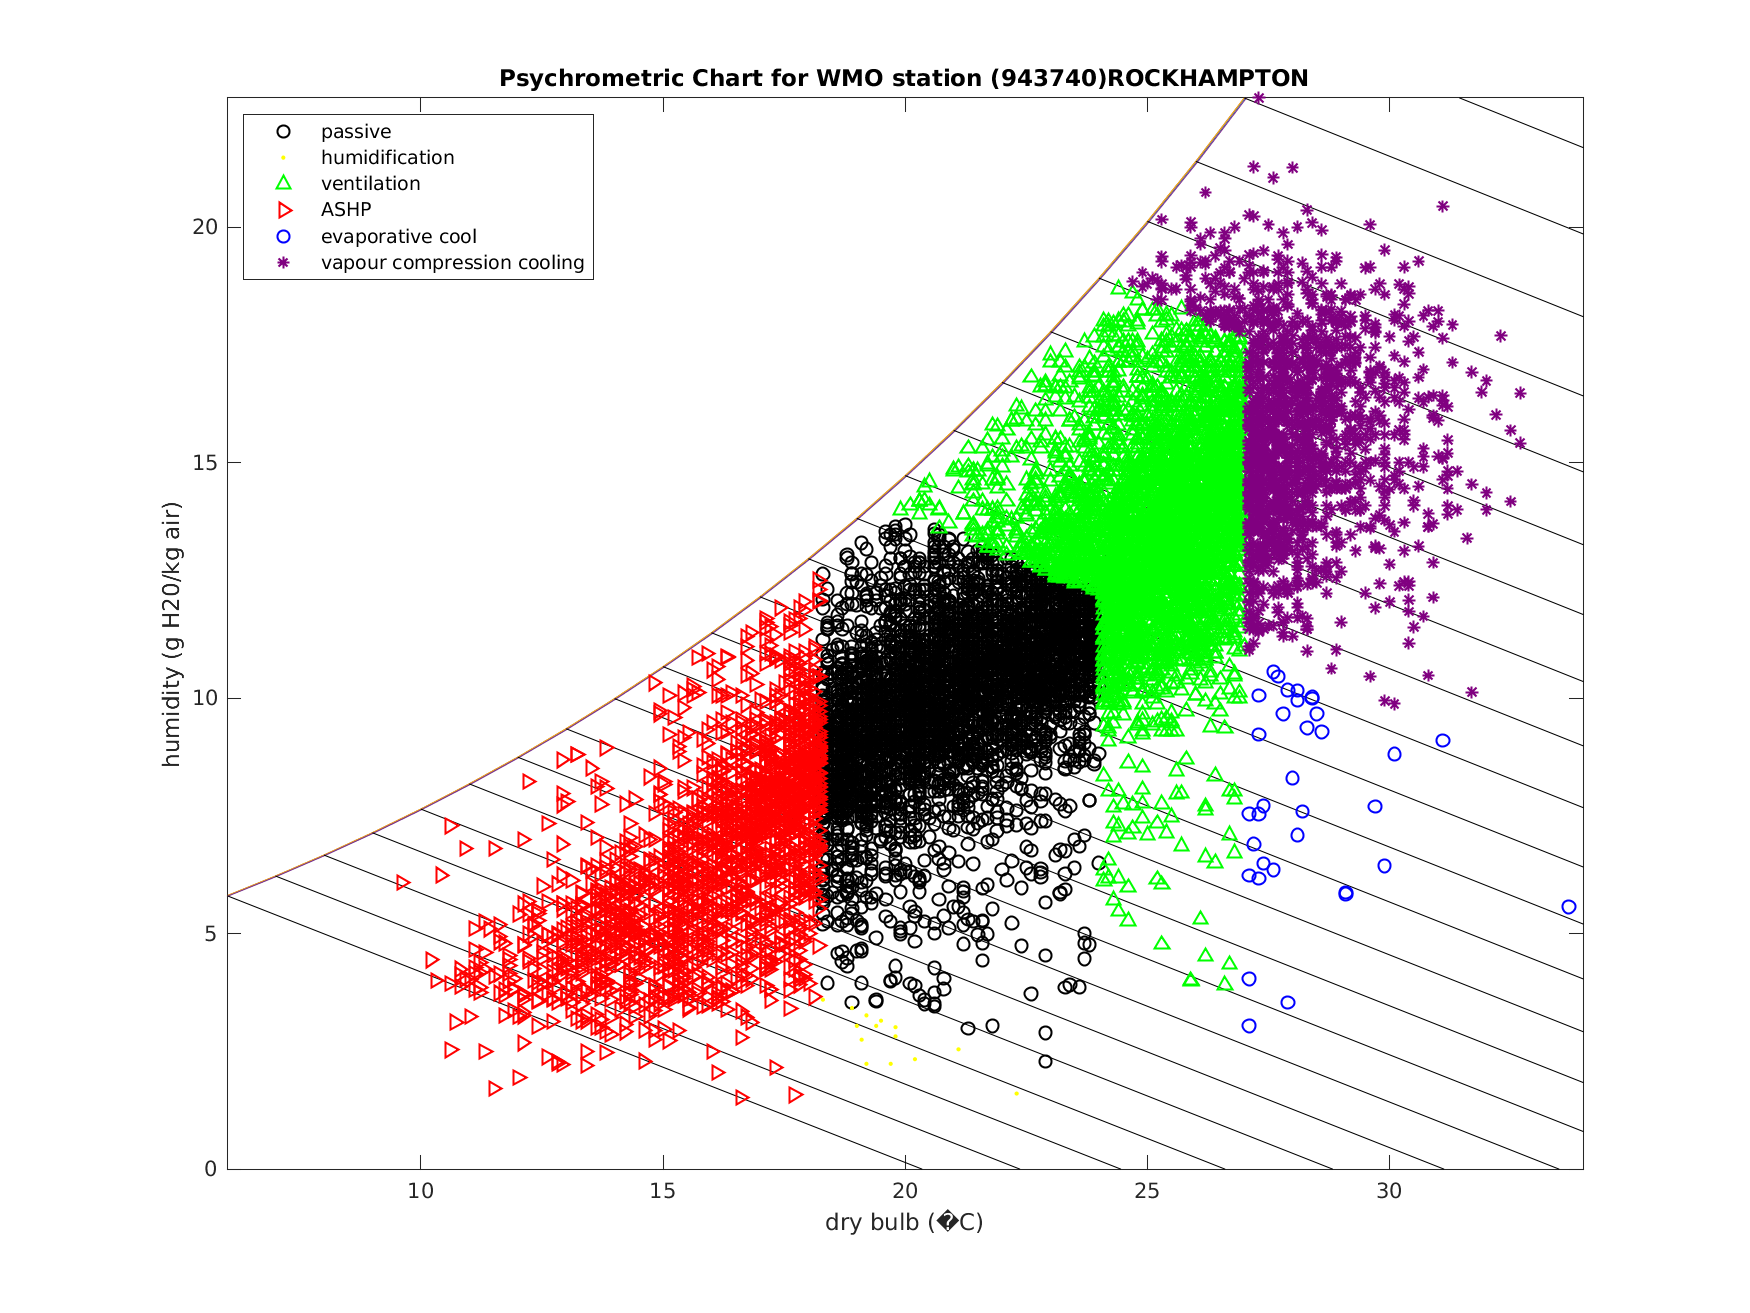 Psychrometric Chart for WMO station (943740)ROCKHAMPTON
passive
humidification
ventilation
ASHP
evaporative cool
vapour compression cooling
20
15
10
5
0
humidity (g H20/kg air)
10 15 20 25 30
dry bulb (�C)